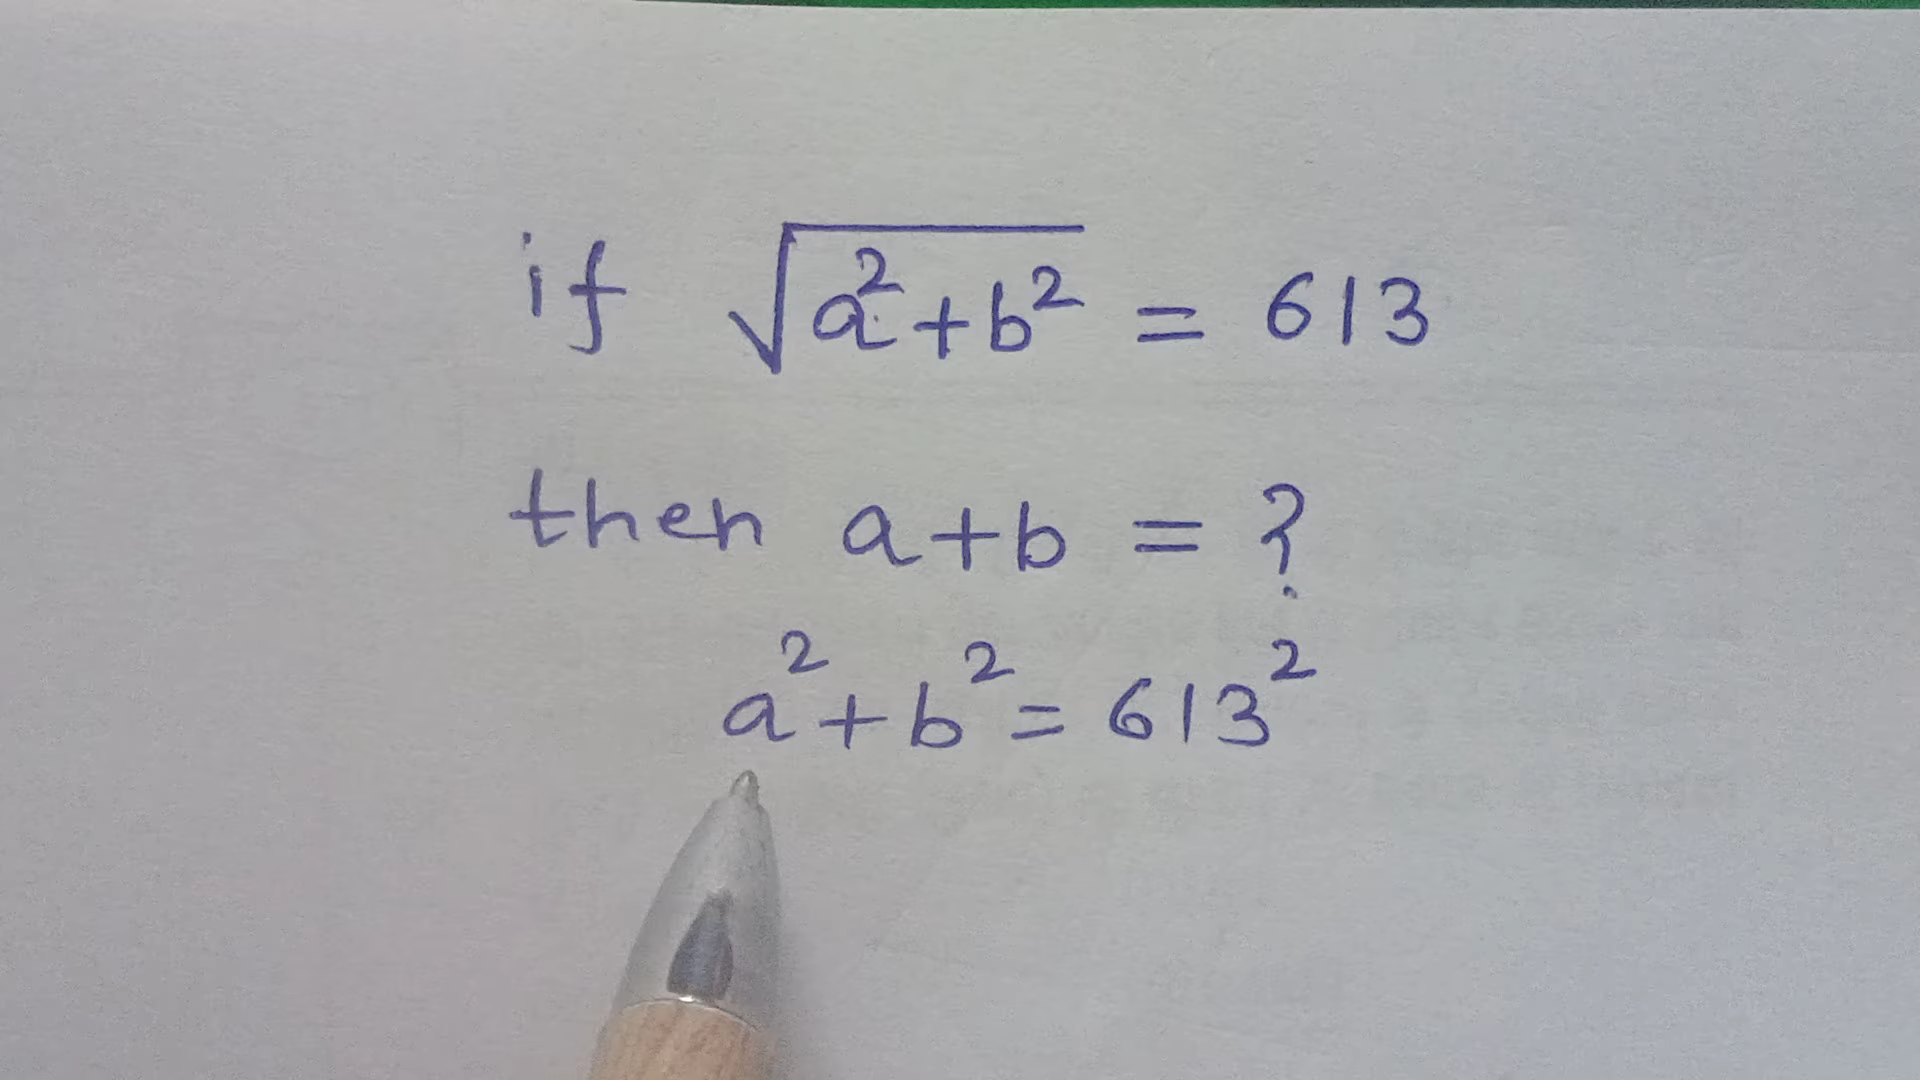 if √(a²+b²) = 613
then a+b = ?
a²+b² = 613²